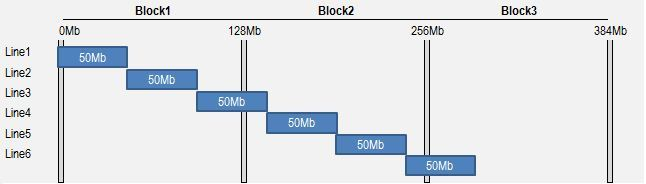 Block1 Block2 Block3
0Mb 128Mb 256Mb 384Mb
Line1 50Mb
Line2 50Mb
Line3 50Mb
Line4 50Mb
Line5 50Mb
Line6 50Mb